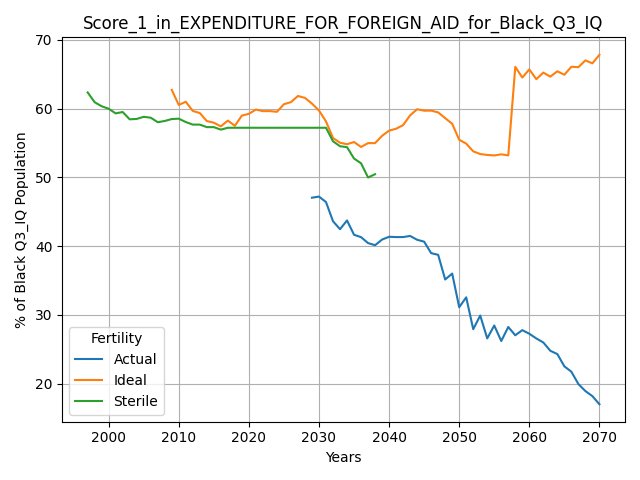 Score_1_in_EXPENDITURE_FOR_FOREIGN_AID_for_Black_Q3_IQ
% of Black Q3_IQ Population
70
60
50
40
30
20
Fertility
Actual
Ideal
Sterile
2000 2010 2020 2030 2040 2050 2060 2070
Years